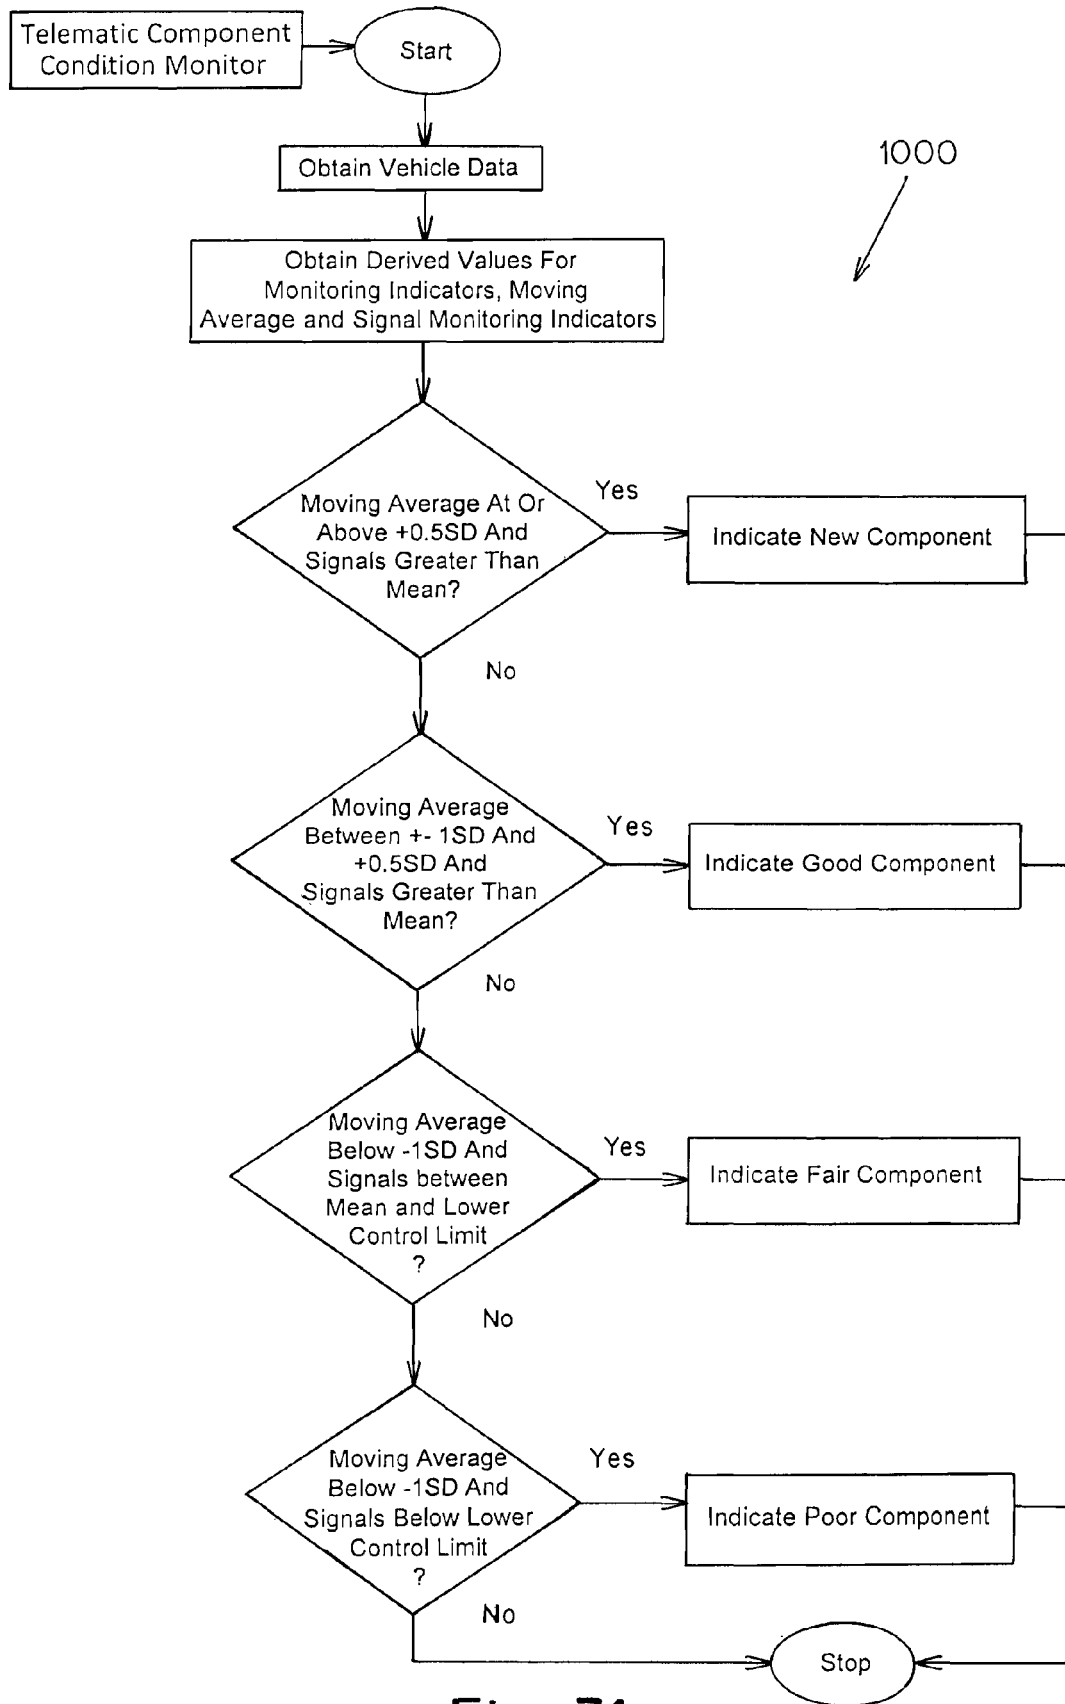 Telematic Component
Condition Monitor
Start
Obtain Vehicle Data
1000
Obtain Derived Values For
Monitoring Indicators, Moving
Average and Signal Monitoring Indicators
Moving Average At Or
Above +0.5SD And
Signals Greater Than
Mean?
Yes
Indicate New Component
No
Moving Average
Between +- 1SD And
+0.5SD And
Signals Greater Than
Mean?
Yes
Indicate Good Component
No
Moving Average
Below -1SD And
Signals between
Mean and Lower
Control Limit
?
Yes
Indicate Fair Component
No
Moving Average
Below -1SD And
Signals Below Lower
Control Limit
?
Yes
Indicate Poor Component
No
Stop